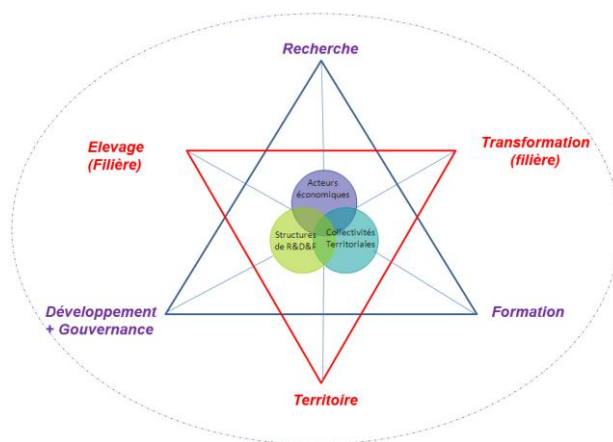 Recherche
Elevage
(Filière)
Transformation
(filière)
Acteurs
économiques
Structures
de R&D&F
Collectivités
Territoriales
Développement
+ Gouvernance
Formation
Territoire